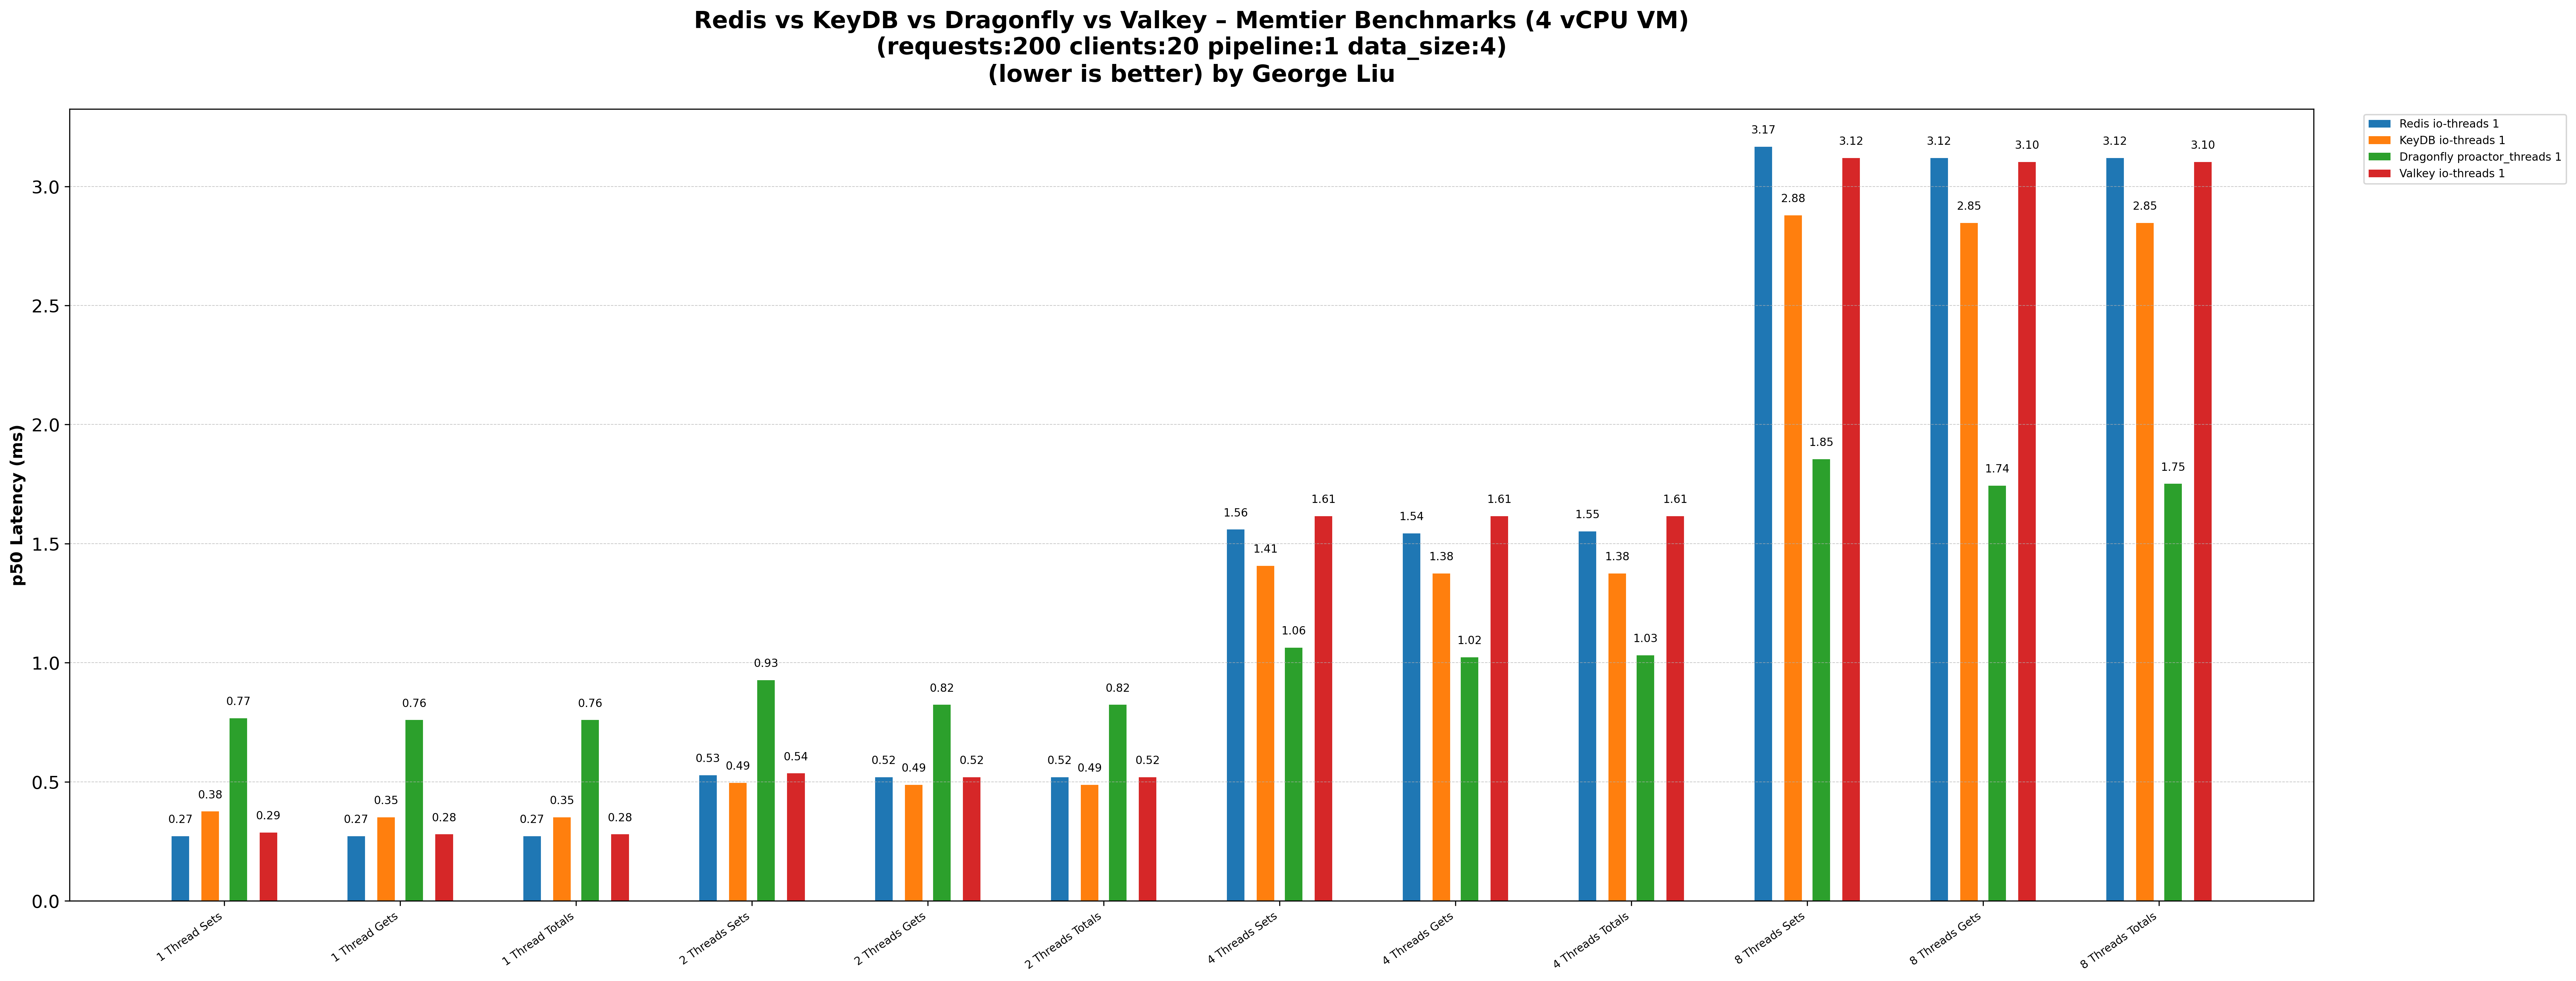 Redis vs KeyDB vs Dragonfly vs Valkey – Memtier Benchmarks (4 vCPU VM)
(requests:200 clients:20 pipeline:1 data_size:4)
(lower is better) by George Liu
Redis io-threads 1
KeyDB io-threads 1
Dragonfly proactor_threads 1
Valkey io-threads 1
p50 Latency (ms)
3.0
2.5
2.0
1.5
1.0
0.5
0.0
0.27 0.38 0.77 0.29
0.27 0.35 0.76 0.28
0.27 0.35 0.76 0.28
0.53 0.49 0.93 0.54
0.52 0.49 0.82 0.52
0.52 0.49 0.82 0.52
1.56 1.41 1.06 1.61
1.54 1.38 1.02 1.61
1.55 1.38 1.03 1.61
3.17 2.88 1.85 3.12
3.12 2.85 1.74 3.10
3.12 2.85 1.75 3.10
1 Thread Sets
1 Thread Gets
1 Thread Totals
2 Threads Sets
2 Threads Gets
2 Threads Totals
4 Threads Sets
4 Threads Gets
4 Threads Totals
8 Threads Sets
8 Threads Gets
8 Threads Totals